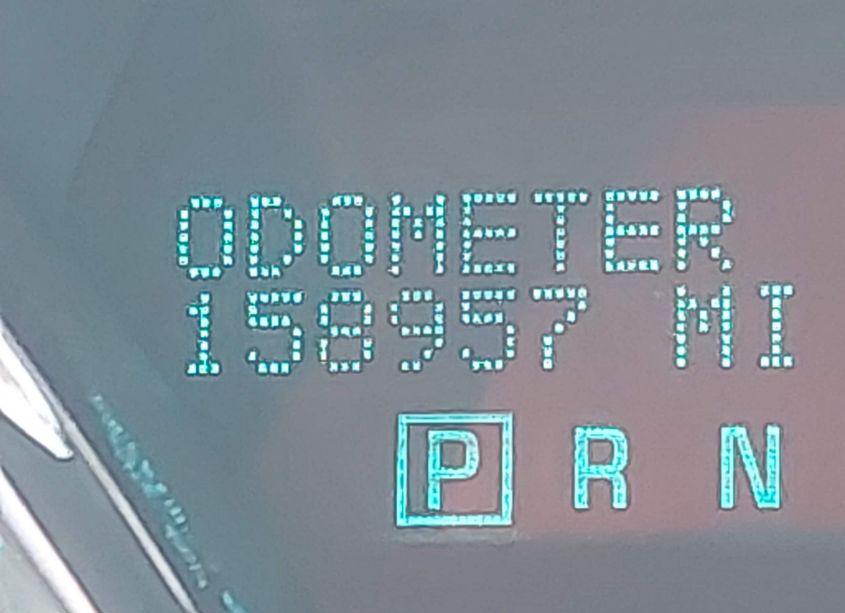 ODOMETER
158957 MI
P R N